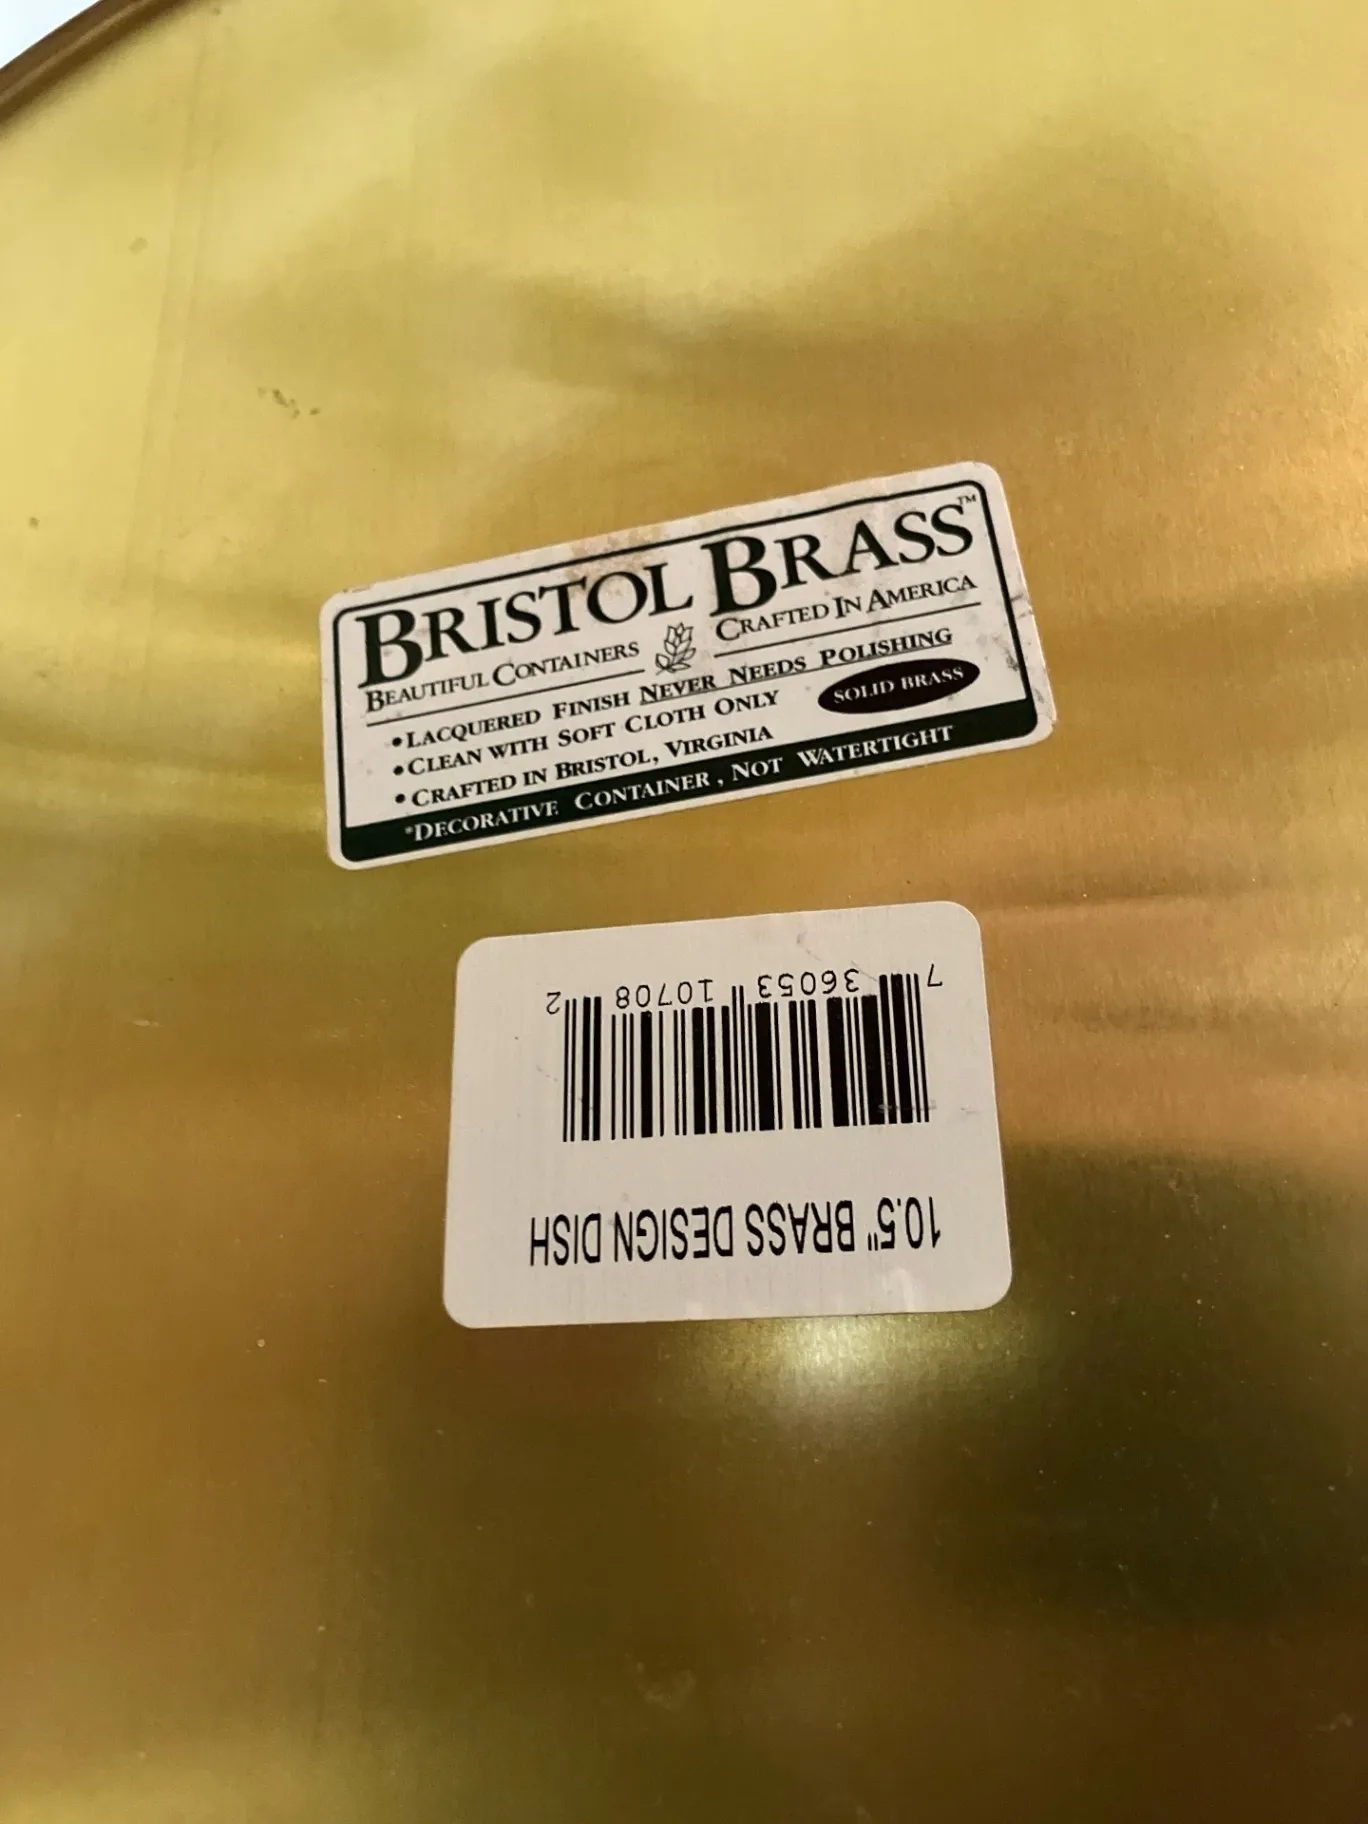 BRISTOL BRASS™
BEAUTIFUL CONTAINERS CRAFTED IN AMERICA
•LACQUERED FINISH NEVER NEEDS POLISHING
•CLEAN WITH SOFT CLOTH ONLY
SOLID BRASS
•CRAFTED IN BRISTOL, VIRGINIA
*DECORATIVE CONTAINER, NOT WATERTIGHT
10.5" BRASS DESIGN DISH
7 36053 10708 2